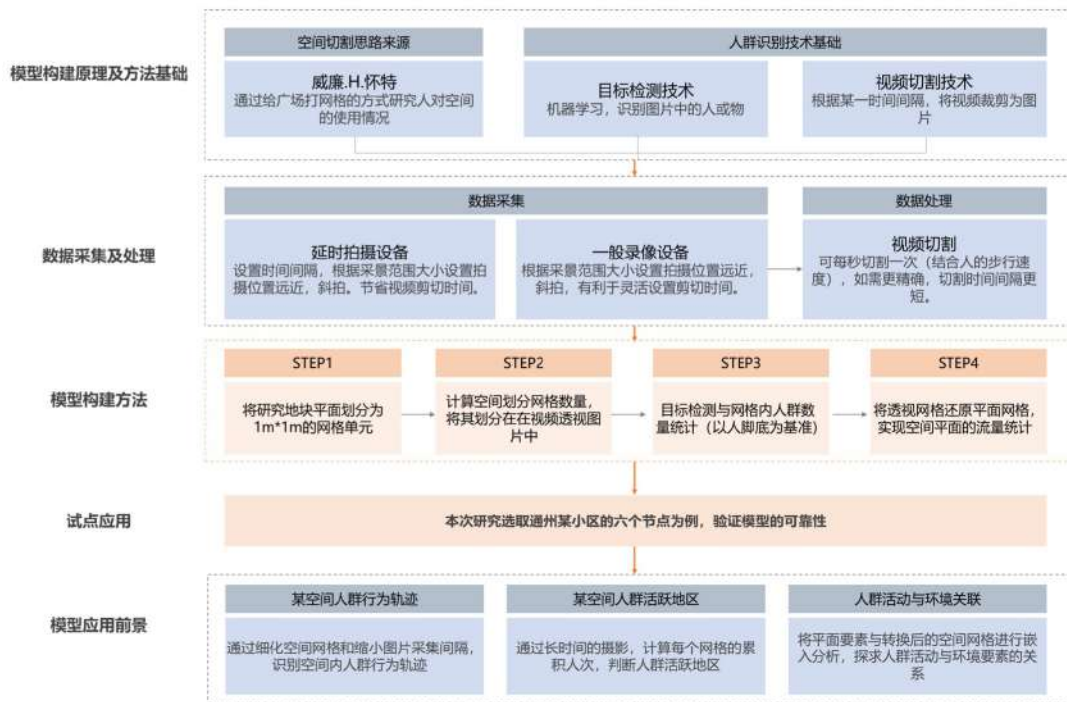 模型构建原理及方法基础
空间切割思路来源
人群识别技术基础
威廉.H.怀特
通过给广场打网格的方式研究人对空间
的使用情况
目标检测技术
机器学习，识别图片中的人或物
视频切割技术
根据某一时间间隔，将视频裁剪为图
片
数据采集及处理
数据采集
数据处理
延时拍摄设备
设置时间间隔，根据采景范围大小设置拍
摄位置远近，斜拍。节省视频剪切时间。
一般录像设备
根据采景范围大小设置拍摄位置远近，
斜拍，有利于灵活设置剪切时间。
视频切割
可每秒切割一次（结合人的步行速
度），如需更精确，切割时间间隔更
短。
模型构建方法
STEP1
将研究地块平面划分为
1m*1m的网格单元
STEP2
计算空间划分网格数量，
将其划分在在视频透视图
片中
STEP3
目标检测与网格内人群数
量统计（以人脚底为基准）
STEP4
将透视网格还原平面网格，
实现空间平面的流量统计
试点应用
本次研究选取通州某小区的六个节点为例，验证模型的可靠性
模型应用前景
某空间人群行为轨迹
通过细化空间网格和缩小图片采集间隔，
识别空间内人群行为轨迹
某空间人群活跃地区
通过长时间的摄影，计算每个网格的累
积人次，判断人群活跃地区
人群活动与环境关联
将平面要素与转换后的空间网格进行嵌
入分析，探求人群活动与环境要素的关
系